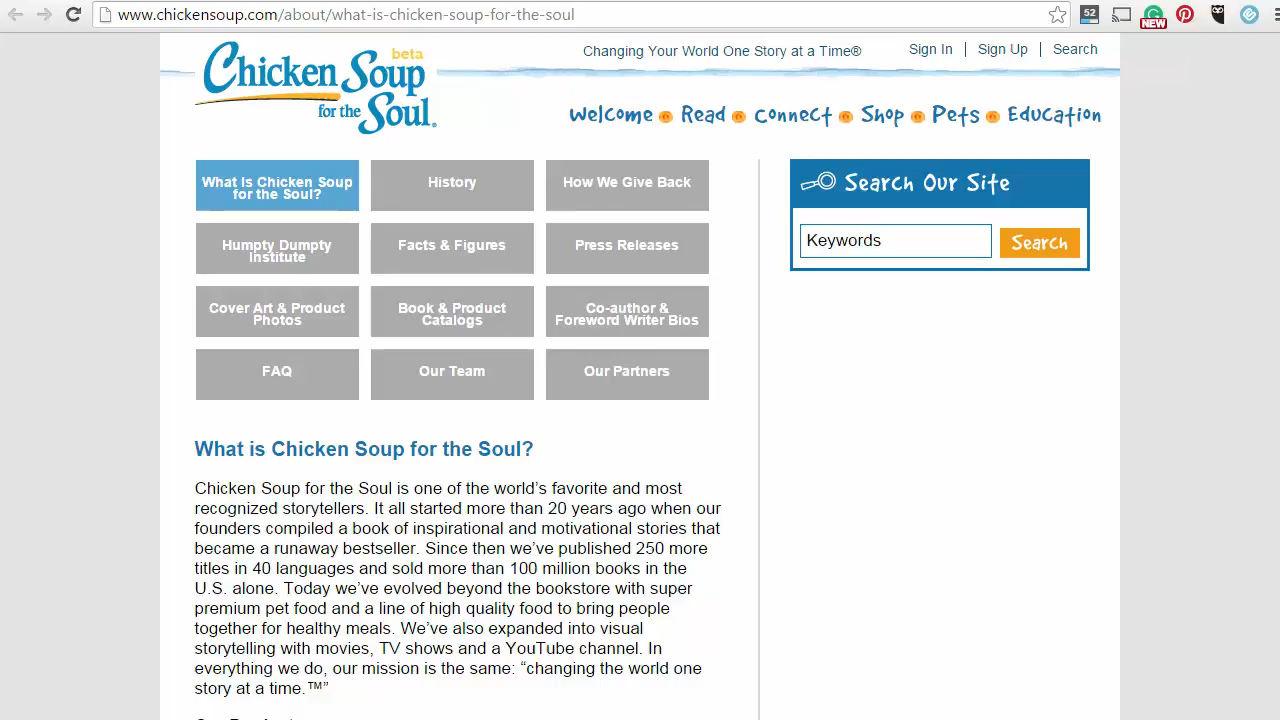 www.chickensoup.com/about/what-is-chicken-soup-for-the-soul
52
NEW
beta
Chicken Soup
for the Soul®
Changing Your World One Story at a Time®
Sign In | Sign Up | Search
Welcome Read Connect Shop Pets Education
What Is Chicken Soup
for the Soul?
History
How We Give Back
Humpty Dumpty
Institute
Facts & Figures
Press Releases
Cover Art & Product
Photos
Book & Product
Catalogs
Co-author &
Foreword Writer Bios
FAQ
Our Team
Our Partners
Search Our Site
Keywords
Search
What is Chicken Soup for the Soul?
Chicken Soup for the Soul is one of the world’s favorite and most
recognized storytellers. It all started more than 20 years ago when our
founders compiled a book of inspirational and motivational stories that
became a runaway bestseller. Since then we’ve published 250 more
titles in 40 languages and sold more than 100 million books in the
U.S. alone. Today we’ve evolved beyond the bookstore with super
premium pet food and a line of high quality food to bring people
together for healthy meals. We’ve also expanded into visual
storytelling with movies, TV shows and a YouTube channel. In
everything we do, our mission is the same: “changing the world one
story at a time.™”